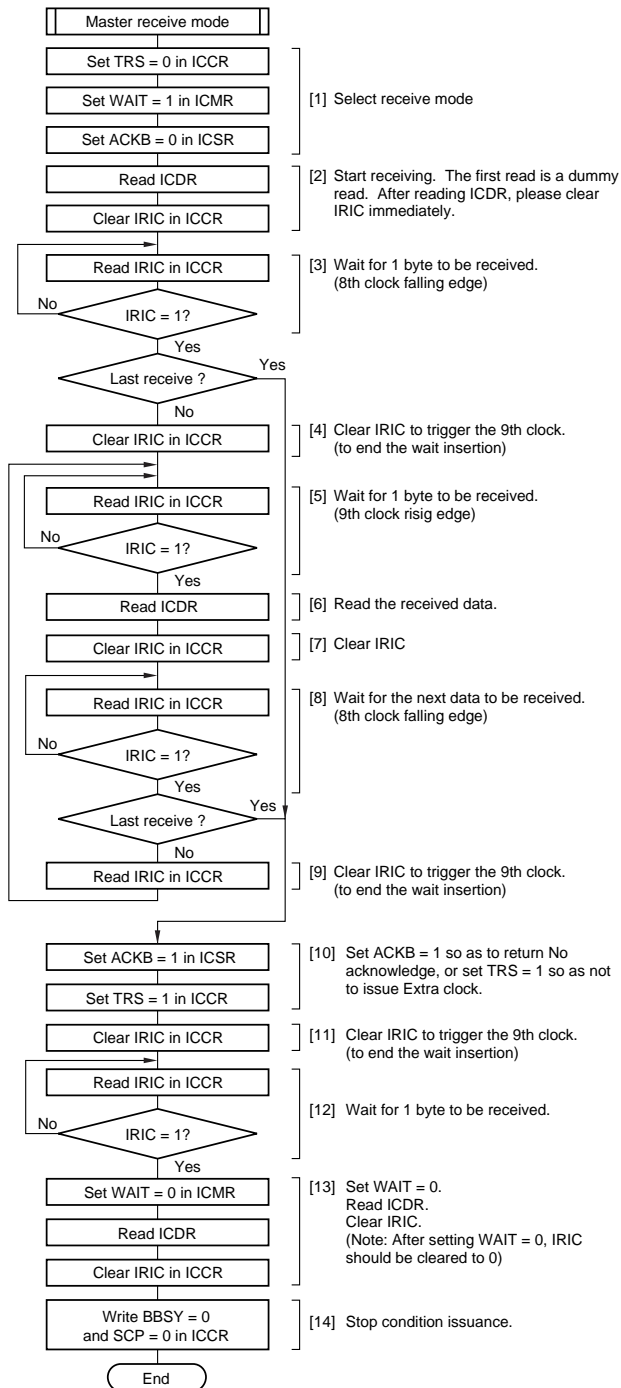 Master receive mode
Set TRS = 0 in ICCR
Set WAIT = 1 in ICMR
Set ACKB = 0 in ICSR
[1] Select receive mode
Read ICDR
Clear IRIC in ICCR
[2] Start receiving. The first read is a dummy
read. After reading ICDR, please clear
IRIC immediately.
Read IRIC in ICCR
No
IRIC = 1?
Yes
[3] Wait for 1 byte to be received.
(8th clock falling edge)
Last receive ?
Yes
No
Clear IRIC in ICCR
[4] Clear IRIC to trigger the 9th clock.
(to end the wait insertion)
Read IRIC in ICCR
No
IRIC = 1?
Yes
[5] Wait for 1 byte to be received.
(9th clock risig edge)
Read ICDR
[6] Read the received data.
Clear IRIC in ICCR
[7] Clear IRIC
Read IRIC in ICCR
No
IRIC = 1?
Yes
[8] Wait for the next data to be received.
(8th clock falling edge)
Last receive ?
Yes
No
Read IRIC in ICCR
[9] Clear IRIC to trigger the 9th clock.
(to end the wait insertion)
Set ACKB = 1 in ICSR
Set TRS = 1 in ICCR
[10] Set ACKB = 1 so as to return No
acknowledge, or set TRS = 1 so as not
to issue Extra clock.
Clear IRIC in ICCR
[11] Clear IRIC to trigger the 9th clock.
(to end the wait insertion)
Read IRIC in ICCR
No
IRIC = 1?
Yes
[12] Wait for 1 byte to be received.
Set WAIT = 0 in ICMR
Read ICDR
Clear IRIC in ICCR
[13] Set WAIT = 0.
Read ICDR.
Clear IRIC.
(Note: After setting WAIT = 0, IRIC
should be cleared to 0)
Write BBSY = 0
and SCP = 0 in ICCR
[14] Stop condition issuance.
End